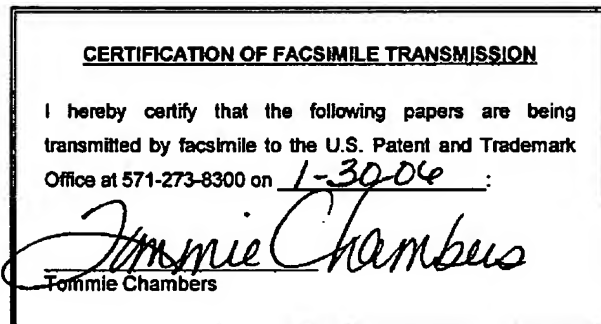 CERTIFICATION OF FACSIMILE TRANSMISSION
I hereby certify that the following papers are being
transmitted by facsimile to the U.S. Patent and Trademark
Office at 571-273-8300 on 1-30-06 :
Tommie Chambers
Tommie Chambers